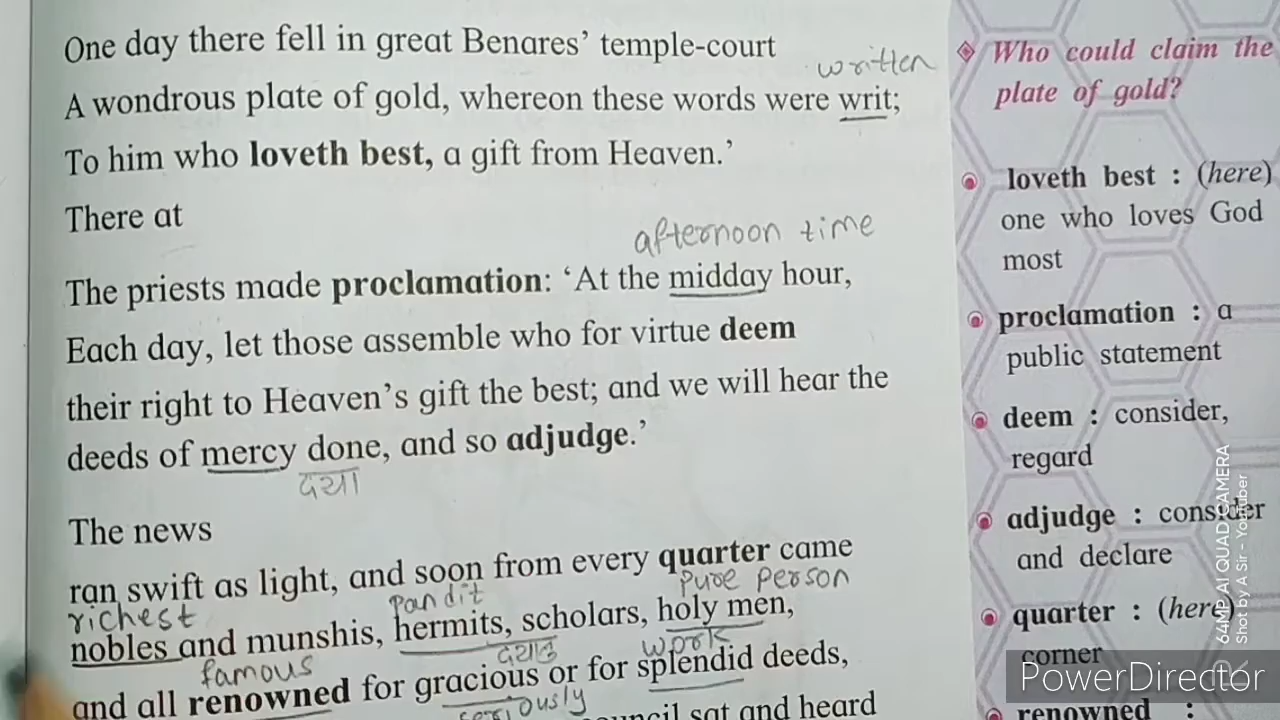 One day there fell in great Benares' temple-court
written
A wondrous plate of gold, whereon these words were writ;
To him who loveth best, a gift from Heaven.'
There at
afternoon time
The priests made proclamation: 'At the midday hour,
Each day, let those assemble who for virtue deem
their right to Heaven's gift the best; and we will hear the
deeds of mercy done, and so adjudge.'
दया
The news
ran swift as light, and soon from every quarter came
richest pandit pure person
nobles and munshis, hermits, scholars, holy men,
famous work
and all renowned for gracious or for splendid deeds,
sat and heard
Who could claim the
plate of gold?
loveth best : (here)
one who loves God
most
proclamation : a
public statement
deem : consider,
regard
adjudge : consider
and declare
quarter : (here)
corner
renowned :
64MP AI QUAD CAMERA
Shot by A Sir - Youtuber
PowerDirector